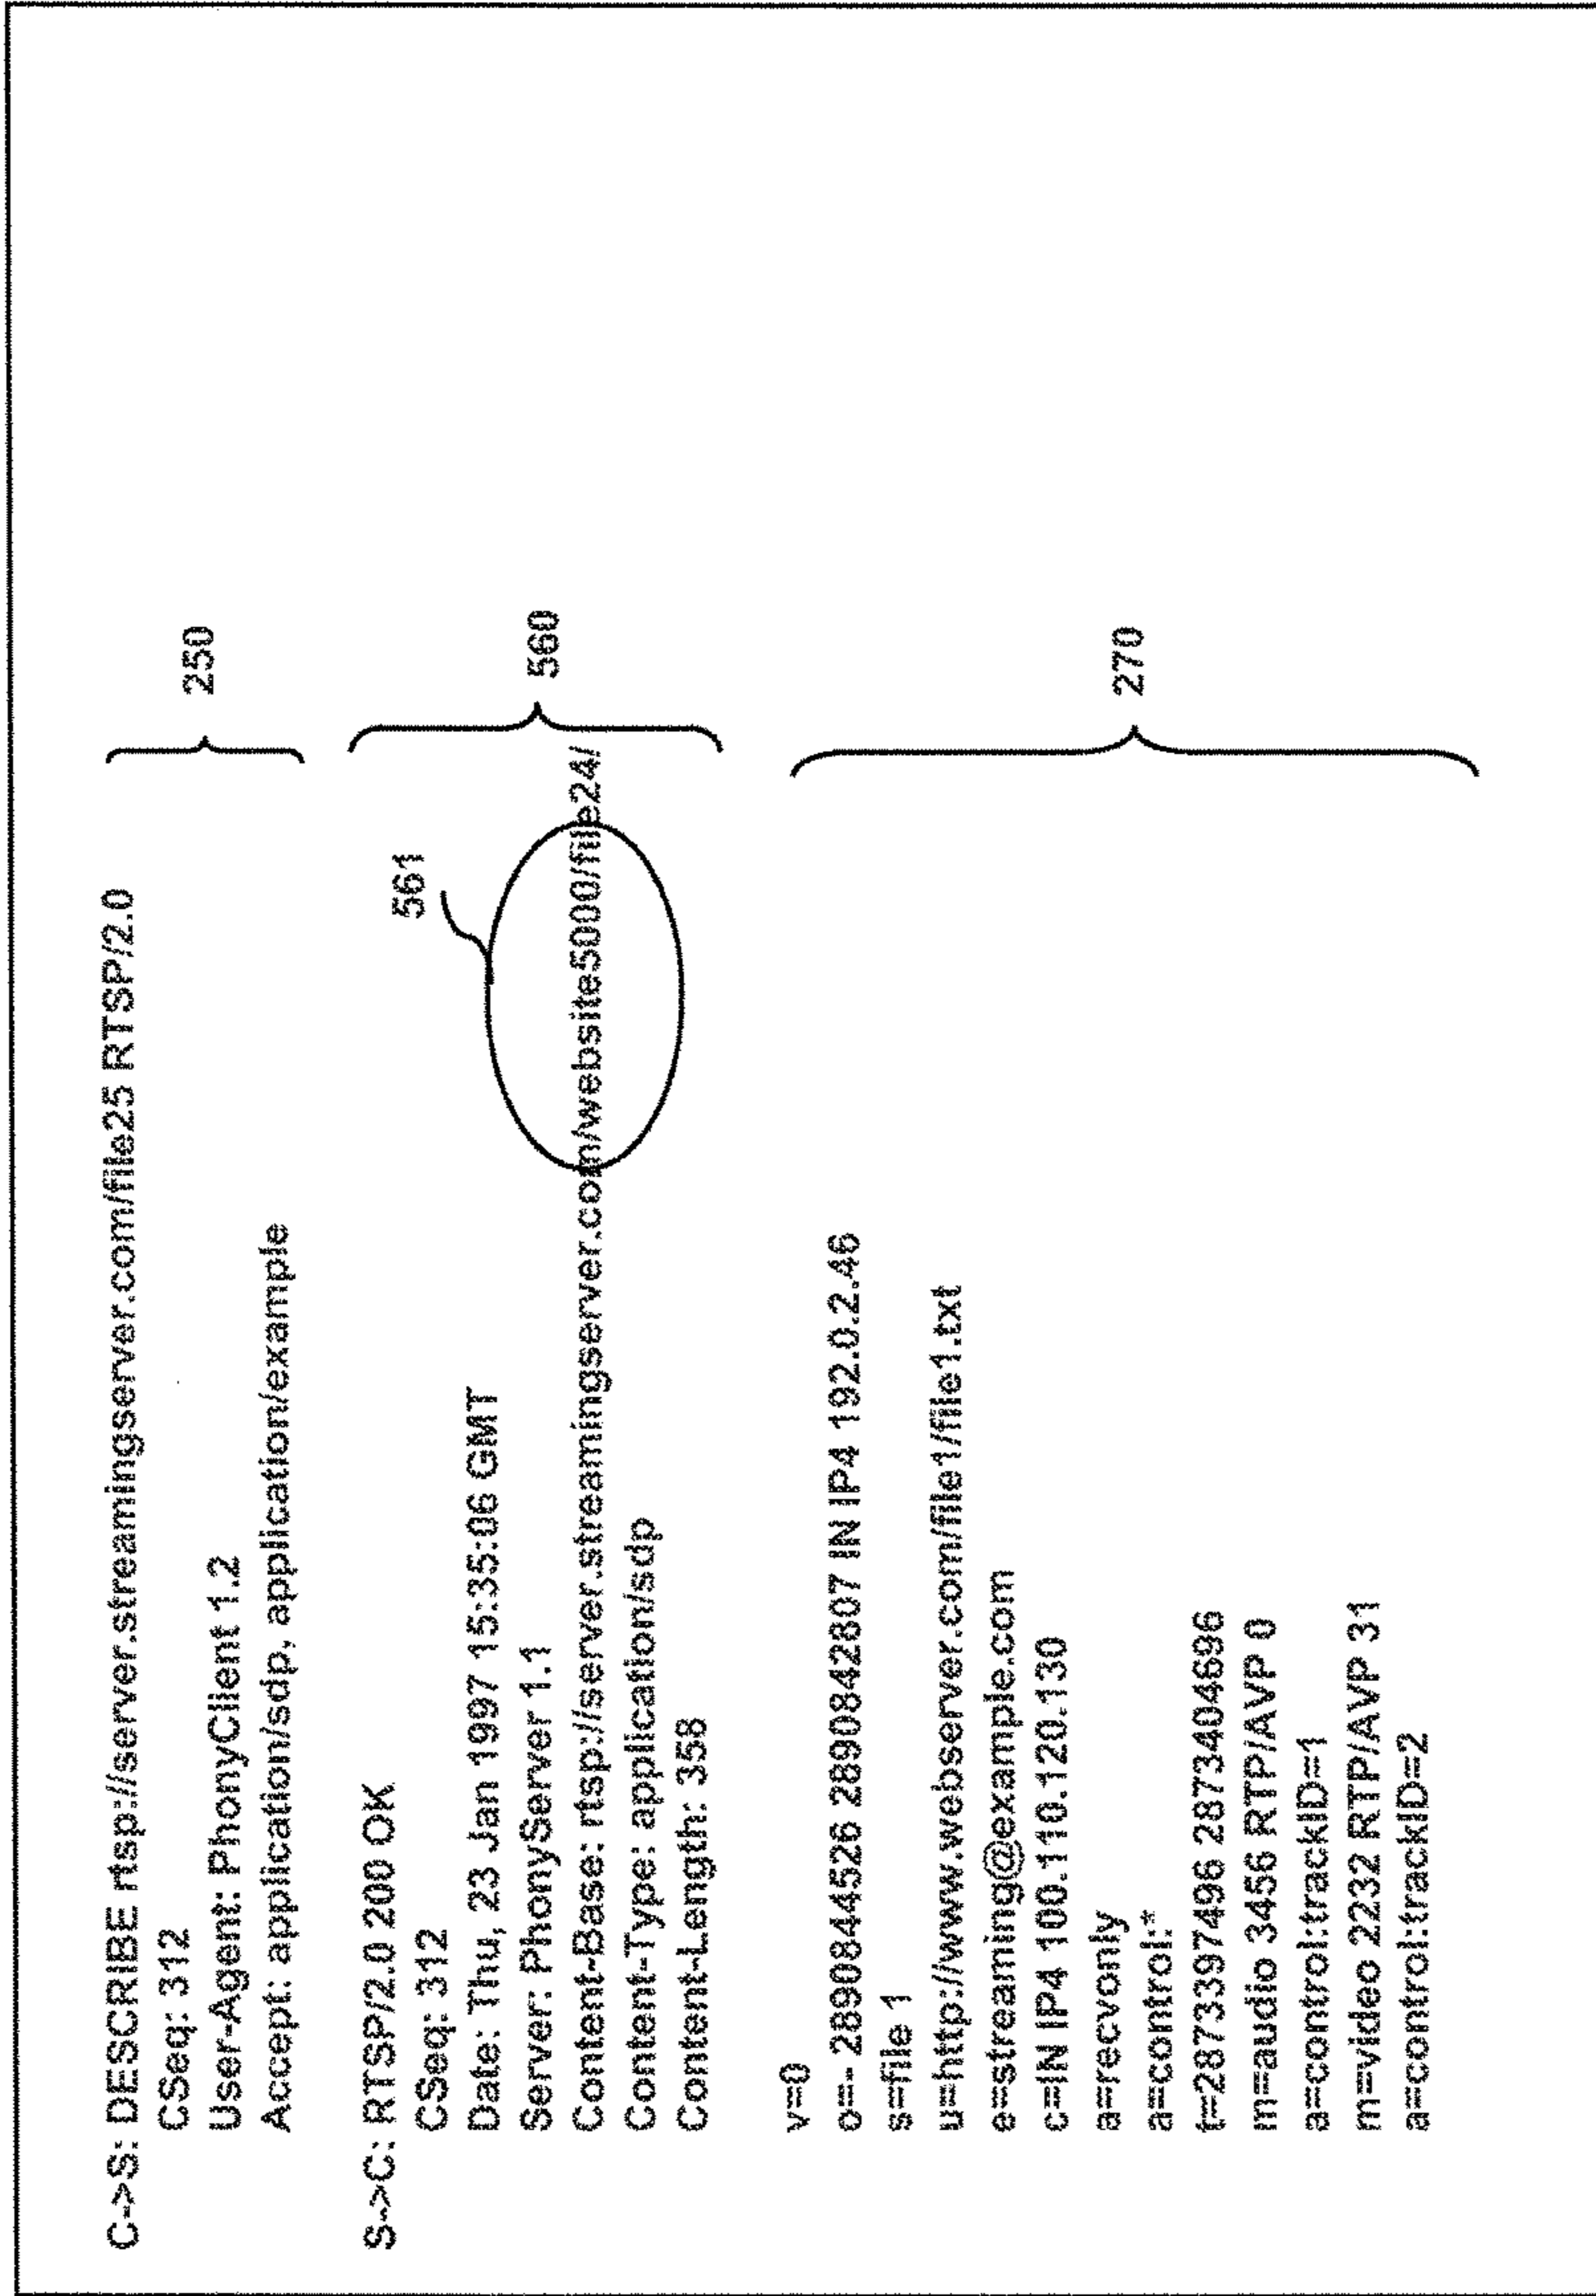 C->S: DESCRIBE rtsp://server.streamingserver.com/file25 RTSP/2.0
CSeq: 312
User-Agent: PhonyClient 1.2
Accept: application/sdp, application/example
250
S->C: RTSP/2.0 200 OK
CSeq: 312
Date: Thu, 23 Jan 1997 15:35:06 GMT
Server: PhonyServer 1.1
Content-Base: rtsp://server.streamingserver.com/website5000/file24/
Content-Type: application/sdp
Content-Length: 358
561
560
v=0
o=- 2890844526 2890842807 IN IP4 192.0.2.46
s=file 1
u=http://www.webserver.com/file1/file1.txt
e=streaming@example.com
c=IN IP4 100.110.120.130
a=recvonly
a=control:*
t=2873397496 2873404696
m=audio 3456 RTP/AVP 0
a=control:trackID=1
m=video 2232 RTP/AVP 31
a=control:trackID=2
270